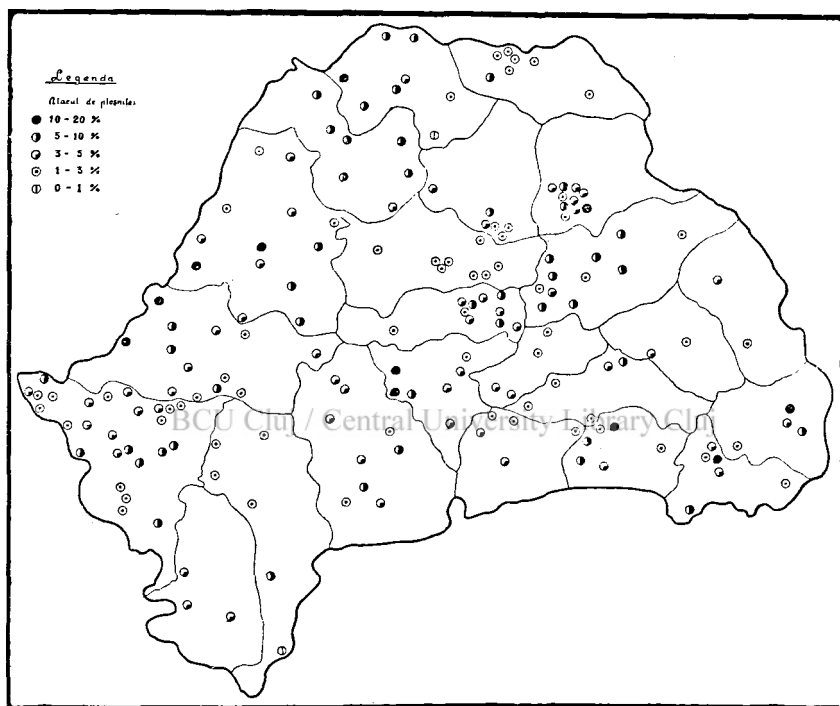 Legenda
Atacul de ploșnițe
10 - 20 %
5 - 10 %
3 - 5 %
1 - 3 %
0 - 1 %
BCU Cluj / Central University Library Cluj